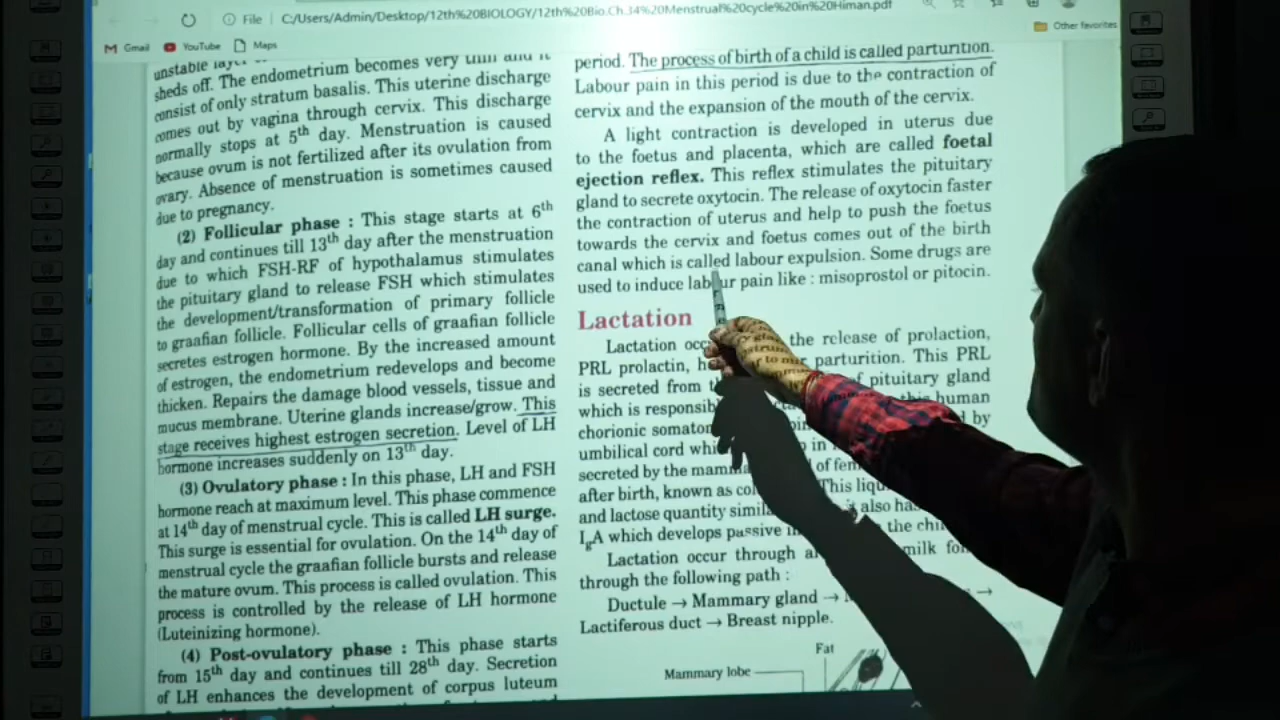 File | C:/Users/Admin/Desktop/12th%20BIOLOGY/12th%20Bio.Ch.34%20Menstrual%20cycle%20in%20Himan.pdf
Other favorites
Gmail YouTube Maps
unstable
sheds off. The endometrium becomes very thin and it
consist of only stratum basalis. This uterine discharge
comes out by vagina through cervix. This discharge
normally stops at 5th day. Menstruation is caused
because ovum is not fertilized after its ovulation from
ovary. Absence of menstruation is sometimes caused
due to pregnancy.
(2) Follicular phase : This stage starts at 6th
day and continues till 13th day after the menstruation
due to which FSH-RF of hypothalamus stimulates
the pituitary gland to release FSH which stimulates
the development/transformation of primary follicle
to graafian follicle. Follicular cells of graafian follicle
secretes estrogen hormone. By the increased amount
of estrogen, the endometrium redevelops and become
thicken. Repairs the damage blood vessels, tissue and
mucus membrane. Uterine glands increase/grow. This
stage receives highest estrogen secretion. Level of LH
hormone increases suddenly on 13th day.
(3) Ovulatory phase : In this phase, LH and FSH
hormone reach at maximum level. This phase commence
at 14th day of menstrual cycle. This is called LH surge.
This surge is essential for ovulation. On the 14th day of
menstrual cycle the graafian follicle bursts and release
the mature ovum. This process is called ovulation. This
process is controlled by the release of LH hormone
(Luteinizing hormone).
(4) Post-ovulatory phase : This phase starts
from 15th day and continues till 28th day. Secretion
of LH enhances the development of corpus luteum
period. The process of birth of a child is called parturition.
Labour pain in this period is due to the contraction of
cervix and the expansion of the mouth of the cervix.
A light contraction is developed in uterus due
to the foetus and placenta, which are called foetal
ejection reflex. This reflex stimulates the pituitary
gland to secrete oxytocin. The release of oxytocin faster
the contraction of uterus and help to push the foetus
towards the cervix and foetus comes out of the birth
canal which is called labour expulsion. Some drugs are
used to induce labour pain like : misoprostol or pitocin.
Lactation
Lactation the release of prolaction,
PRL prolactin, parturition. This PRL
is secreted from of pituitary gland
which is human
chorionic by
umbilical cord in
secreted by the of
after birth, known as This
and lactose quantity also
IgA which develops passive the
Lactation occur through milk
through the following path :
Ductule → Mammary gland → →
Lactiferous duct → Breast nipple.
Fat
Mammary lobe